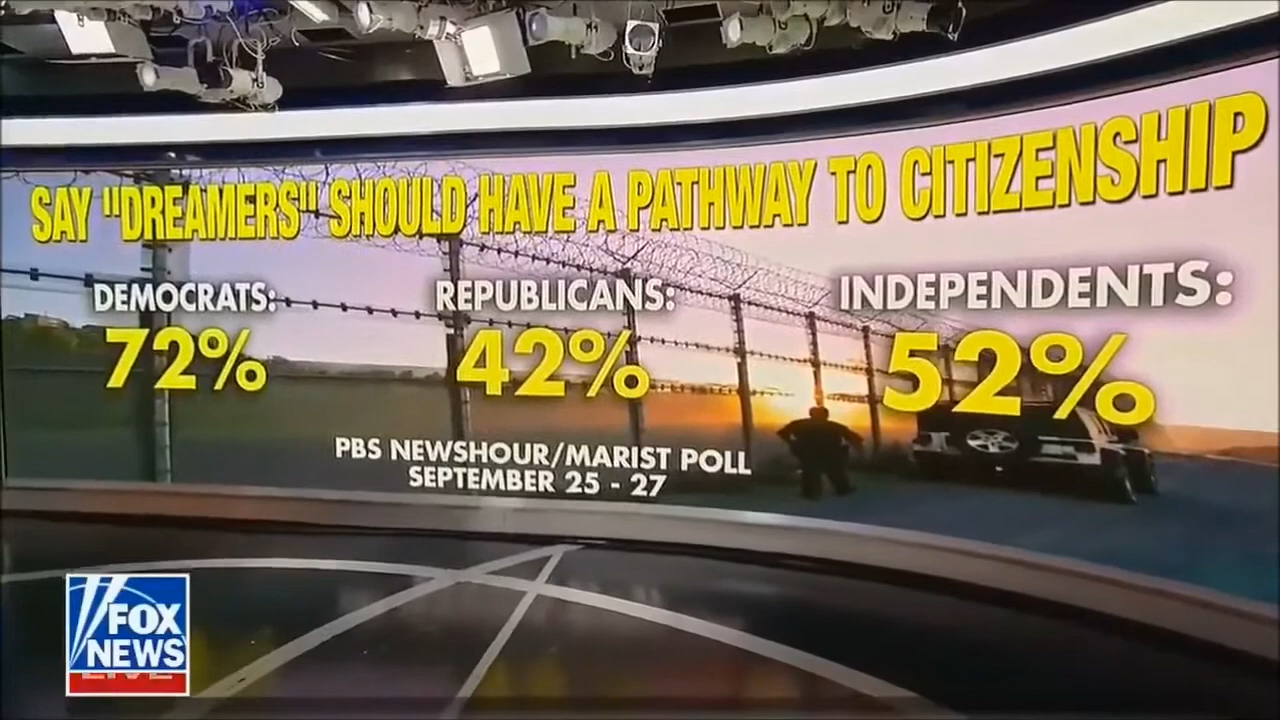 SAY "DREAMERS" SHOULD HAVE A PATHWAY TO CITIZENSHIP
DEMOCRATS: REPUBLICANS: INDEPENDENTS:
72% 42% 52%
PBS NEWSHOUR/MARIST POLL
SEPTEMBER 25 - 27
FOX
NEWS
LIVE